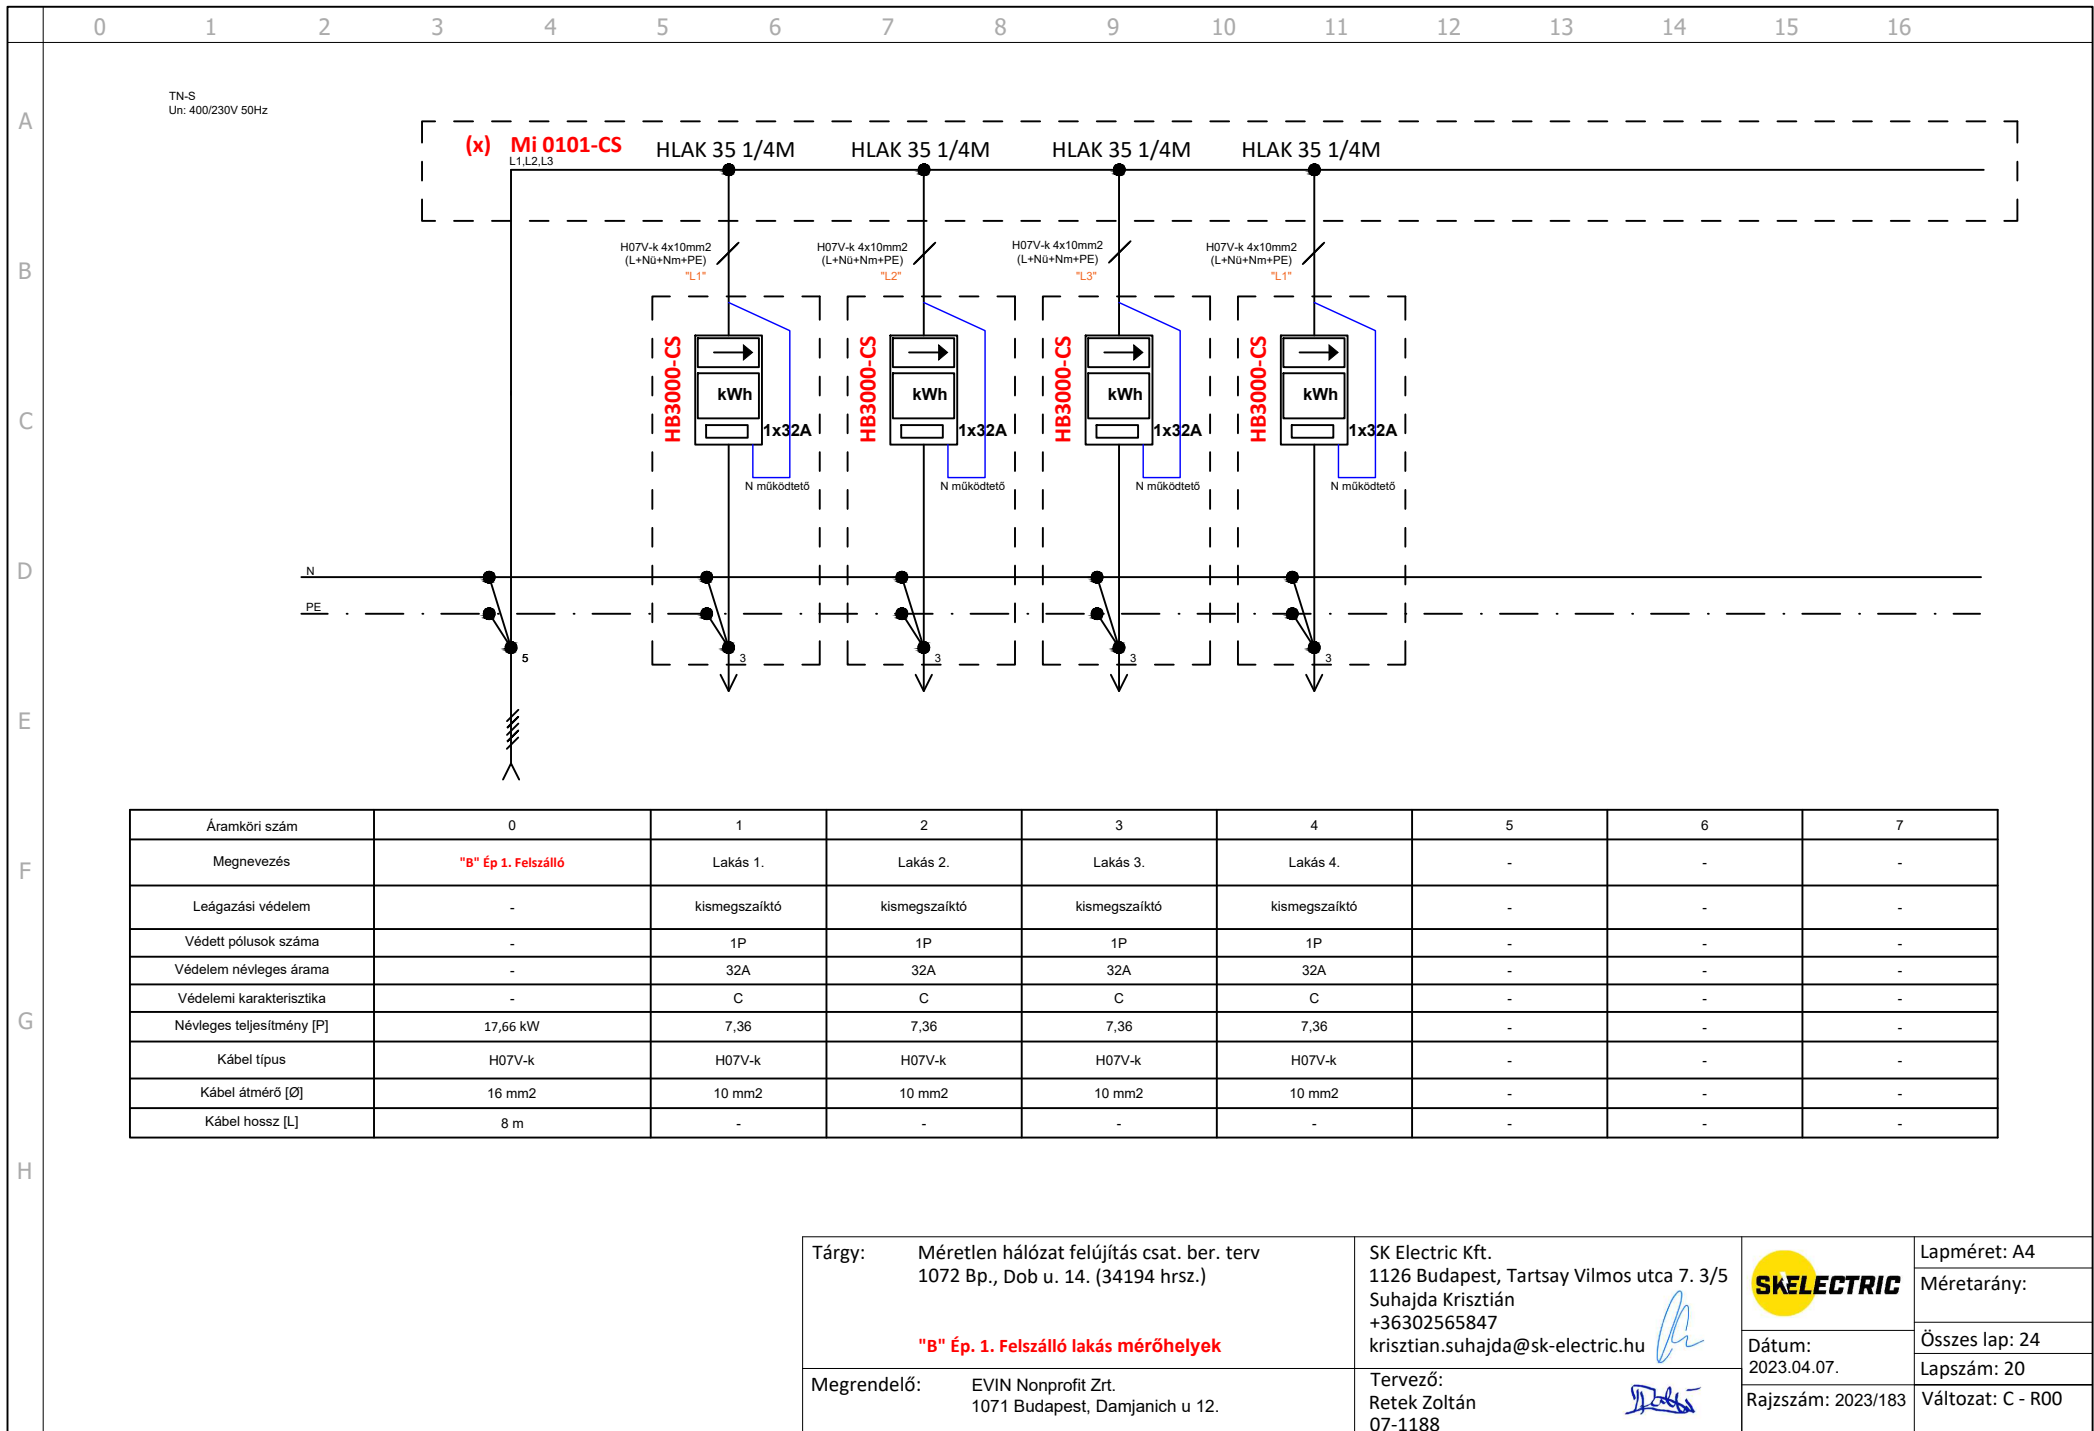 0 1 2 3 4 5 6 7 8 9 10 11 12 13 14 15 16
A
B
C
D
E
F
G
H
TN-S
Un: 400/230V 50Hz
(x) Mi 0101-CS
L1,L2,L3
HLAK 35 1/4M HLAK 35 1/4M HLAK 35 1/4M HLAK 35 1/4M
H07V-k 4x10mm2 H07V-k 4x10mm2 H07V-k 4x10mm2 H07V-k 4x10mm2
(L+Nü+Nm+PE) (L+Nü+Nm+PE) (L+Nü+Nm+PE) (L+Nü+Nm+PE)
"L1" "L2" "L3" "L1"
HB3000-CS HB3000-CS HB3000-CS HB3000-CS
kWh kWh kWh kWh
1x32A 1x32A 1x32A 1x32A
N működtető N működtető N működtető N működtető
N
PE
5 3 3 3 3
Áramköri szám 0 1 2 3 4 5 6 7
Megnevezés "B" Ép 1. Felszálló Lakás 1. Lakás 2. Lakás 3. Lakás 4. - - -
Leágazási védelem - kismegszaíktó kismegszaíktó kismegszaíktó kismegszaíktó - - -
Védett pólusok száma - 1P 1P 1P 1P - - -
Védelem névleges árama - 32A 32A 32A 32A - - -
Védelemi karakterisztika - C C C C - - -
Névleges teljesítmény [P] 17,66 kW 7,36 7,36 7,36 7,36 - - -
Kábel típus H07V-k H07V-k H07V-k H07V-k H07V-k - - -
Kábel átmérő [Ø] 16 mm2 10 mm2 10 mm2 10 mm2 10 mm2 - - -
Kábel hossz [L] 8 m - - - - - - -
Tárgy: Méretlen hálózat felújítás csat. ber. terv
1072 Bp., Dob u. 14. (34194 hrsz.)
"B" Ép. 1. Felszálló lakás mérőhelyek
Megrendelő: EVIN Nonprofit Zrt.
1071 Budapest, Damjanich u 12.
SK Electric Kft.
1126 Budapest, Tartsay Vilmos utca 7. 3/5
Suhajda Krisztián
+36302565847
krisztian.suhajda@sk-electric.hu
Tervező:
Retek Zoltán
07-1188
SKELECTRIC
Dátum:
2023.04.07.
Rajzszám: 2023/183
Lapméret: A4
Méretarány:
Összes lap: 24
Lapszám: 20
Változat: C - R00